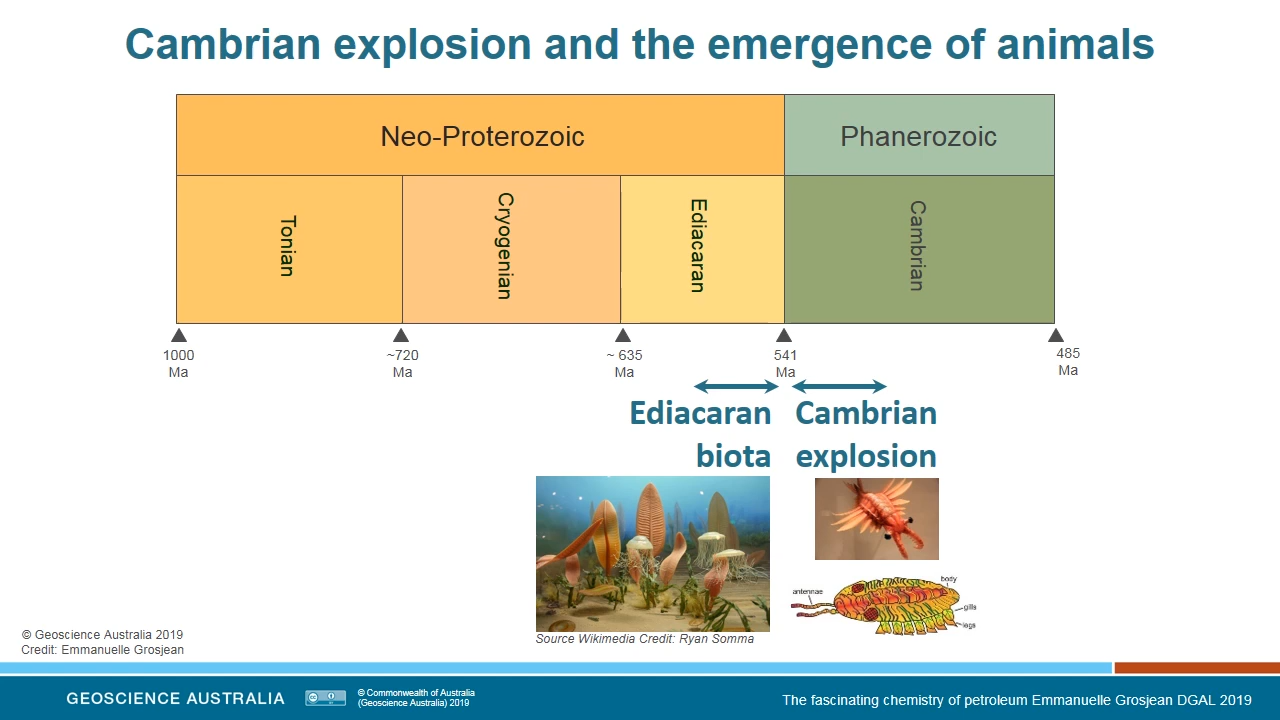 Cambrian explosion and the emergence of animals
Neo-Proterozoic
Phanerozoic
Tonian
Cryogenian
Ediacaran
Cambrian
1000
Ma
~720
Ma
~ 635
Ma
541
Ma
485
Ma
Ediacaran
biota
Cambrian
explosion
antennae
body
gills
legs
Source Wikimedia Credit: Ryan Somma
© Geoscience Australia 2019
Credit: Emmanuelle Grosjean
GEOSCIENCE AUSTRALIA
© Commonwealth of Australia
(Geoscience Australia) 2019
The fascinating chemistry of petroleum Emmanuelle Grosjean DGAL 2019